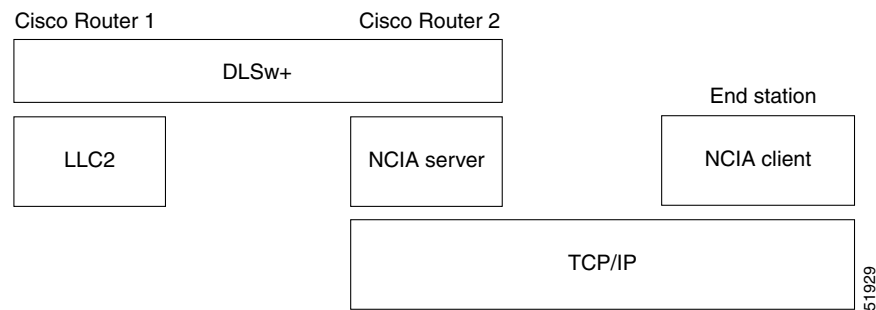 Cisco Router 1
Cisco Router 2
DLSw+
End station
LLC2
NCIA server
NCIA client
TCP/IP
51929